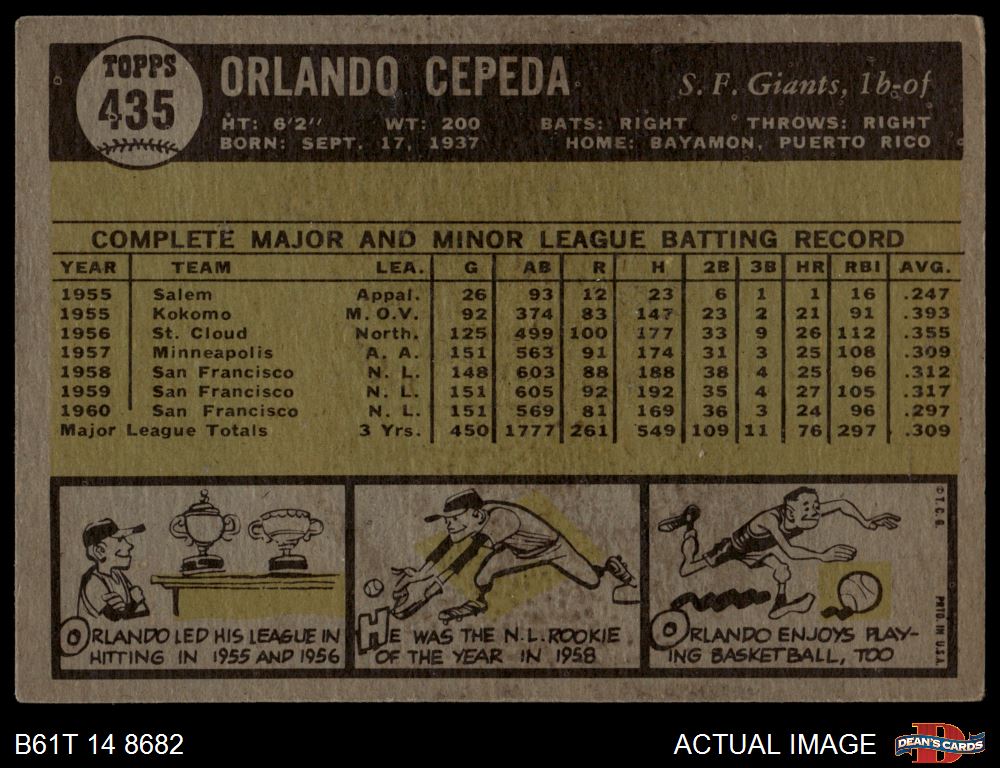 TOPPS
435
ORLANDO CEPEDA
S. F. Giants, 1b-of
HT: 6'2" WT: 200 BATS: RIGHT THROWS: RIGHT
BORN: SEPT. 17, 1937 HOME: BAYAMON, PUERTO RICO
COMPLETE MAJOR AND MINOR LEAGUE BATTING RECORD
YEAR TEAM LEA. G AB R H 2B 3B HR RBI AVG.
1955 Salem Appal. 26 93 12 23 6 1 1 16 .247
1955 Kokomo M.O.V. 92 374 83 147 23 2 21 91 .393
1956 St. Cloud North. 125 499 100 177 33 9 26 112 .355
1957 Minneapolis A. A. 151 563 91 174 31 3 25 108 .309
1958 San Francisco N. L. 148 603 88 188 38 4 25 96 .312
1959 San Francisco N. L. 151 605 92 192 35 4 27 105 .317
1960 San Francisco N. L. 151 569 81 169 36 3 24 96 .297
Major League Totals 3 Yrs. 450 1777 261 549 109 11 76 297 .309
ORLANDO LED HIS LEAGUE IN
HITTING IN 1955 AND 1956
HE WAS THE N.L. ROOKIE
OF THE YEAR IN 1958
ORLANDO ENJOYS PLAY-
ING BASKETBALL, TOO
© T. C. G.
PRTD. IN U.S.A.
B61T 14 8682
ACTUAL IMAGE
DEAN'S CARDS